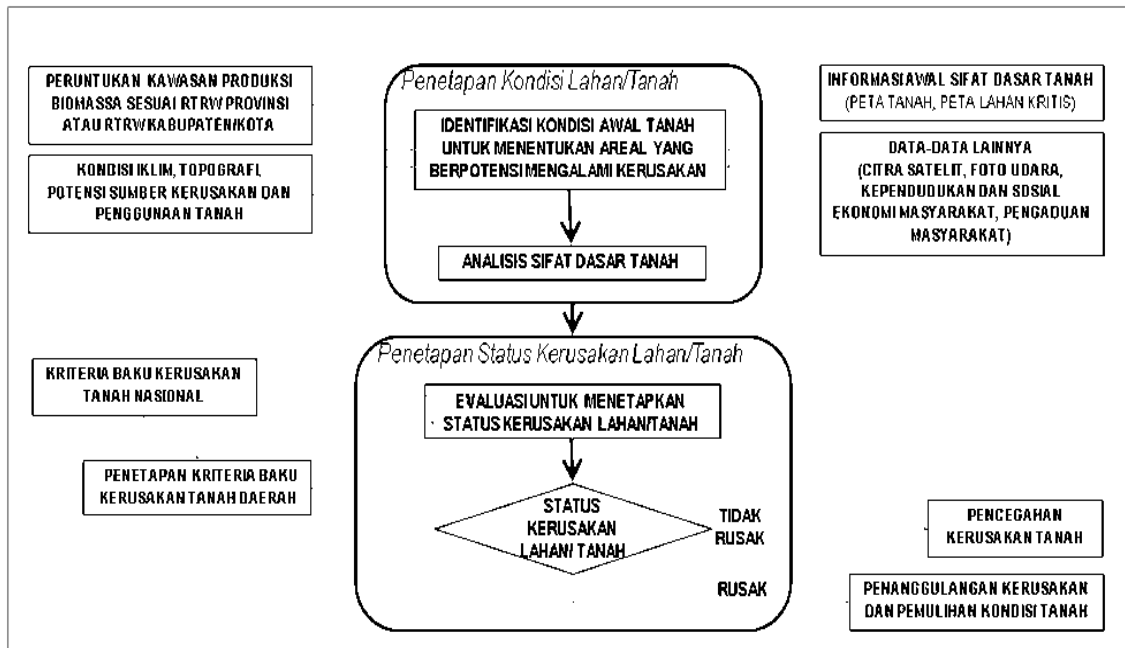 PERUNTUKAN KAWASAN PRODUKSI
BIOMASSA SESUAI RTRW PROVINSI
ATAU RTRW KABUPATEN/KOTA
KONDISI IKLIM, TOPOGRAFI,
POTENSI SUMBER KERUSAKAN DAN
PENGGUNAAN TANAH
Penetapan Kondisi Lahan/Tanah
IDENTIFIKASI KONDISI AWAL TANAH
UNTUK MENENTUKAN AREAL YANG
BERPOTENSI MENGALAMI KERUSAKAN
ANALISIS SIFAT DASAR TANAH
INFORMASI AWAL SIFAT DASAR TANAH
(PETA TANAH, PETA LAHAN KRITIS)
DATA-DATA LAINNYA
(CITRA SATELIT, FOTO UDARA,
KEPENDUDUKAN DAN SOSIAL
EKONOMI MASYARAKAT, PENGADUAN
MASYARAKAT)
KRITERIA BAKU KERUSAKAN
TANAH NASIONAL
PENETAPAN KRITERIA BAKU
KERUSAKAN TANAH DAERAH
Penetapan Status Kerusakan Lahan/Tanah
EVALUASI UNTUK MENETAPKAN
STATUS KERUSAKAN LAHAN/TANAH
STATUS
KERUSAKAN
LAHAN/ TANAH
TIDAK
RUSAK
RUSAK
PENCEGAHAN
KERUSAKAN TANAH
PENANGGULANGAN KERUSAKAN
DAN PEMULIHAN KONDISI TANAH